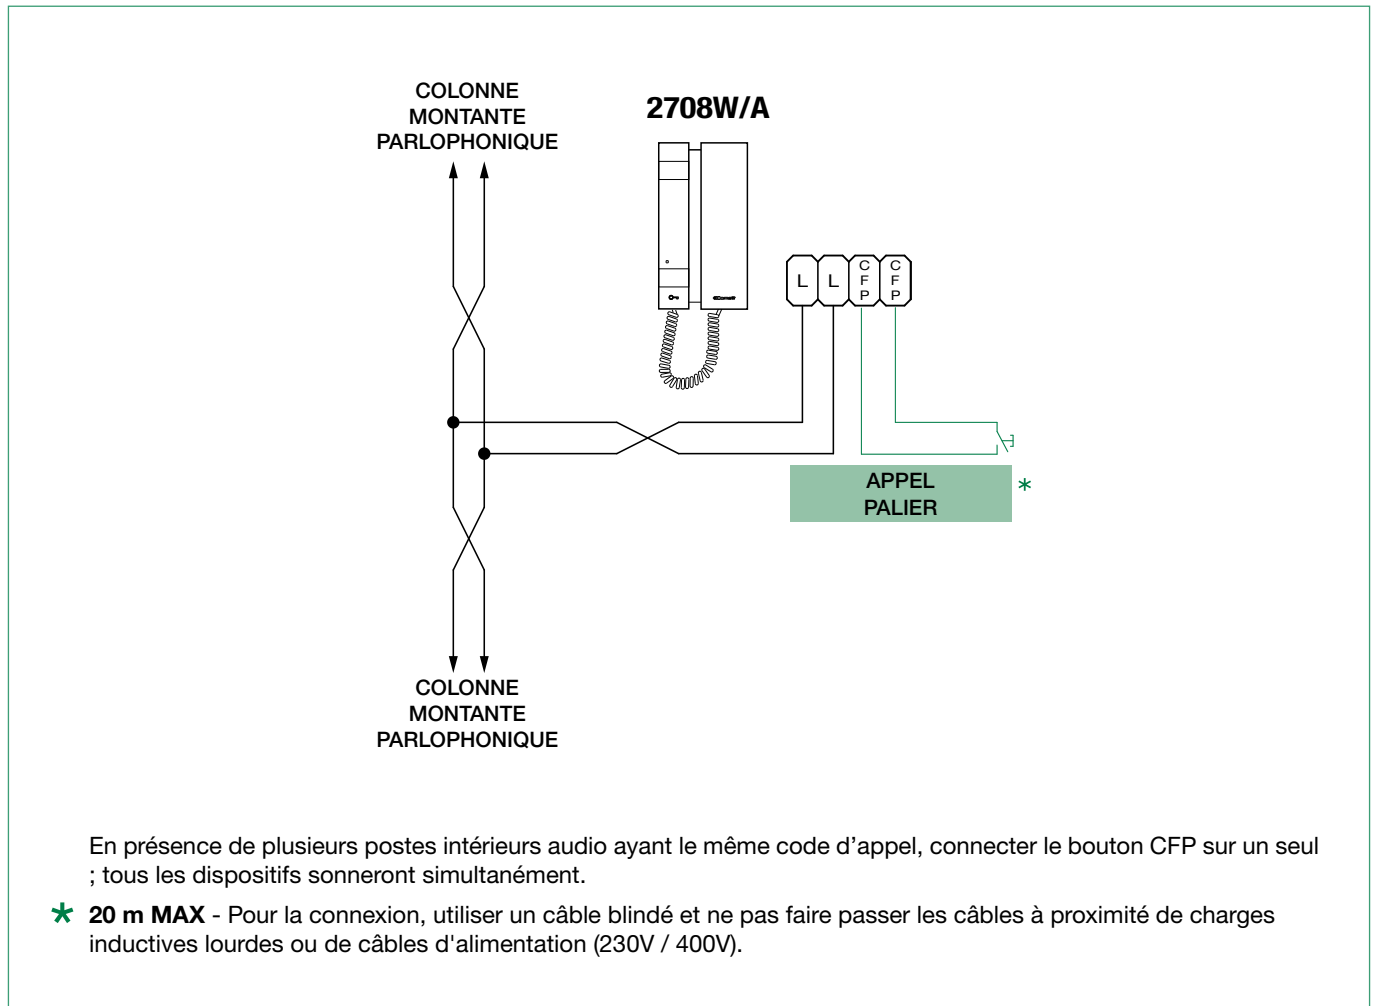 COLONNE
MONTANTE
PARLOPHONIQUE
2708W/A
L L CFP CFP
APPEL
PALIER
*
COLONNE
MONTANTE
PARLOPHONIQUE
En présence de plusieurs postes intérieurs audio ayant le même code d’appel, connecter le bouton CFP sur un seul
; tous les dispositifs sonneront simultanément.
* 20 m MAX - Pour la connexion, utiliser un câble blindé et ne pas faire passer les câbles à proximité de charges
inductives lourdes ou de câbles d'alimentation (230V / 400V).